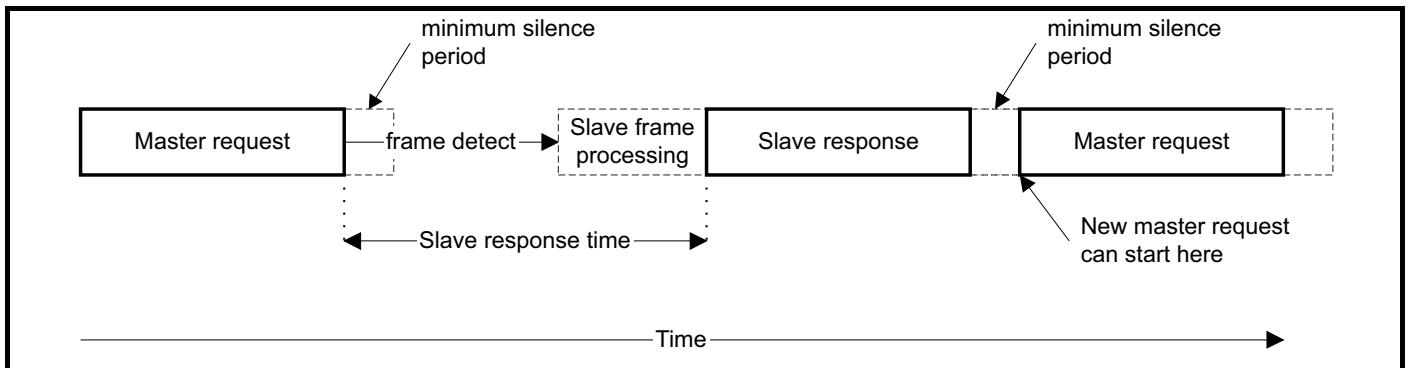 minimum silence
period
minimum silence
period
Master request
frame detect
Slave frame
processing
Slave response
Master request
Slave response time
New master request
can start here
Time